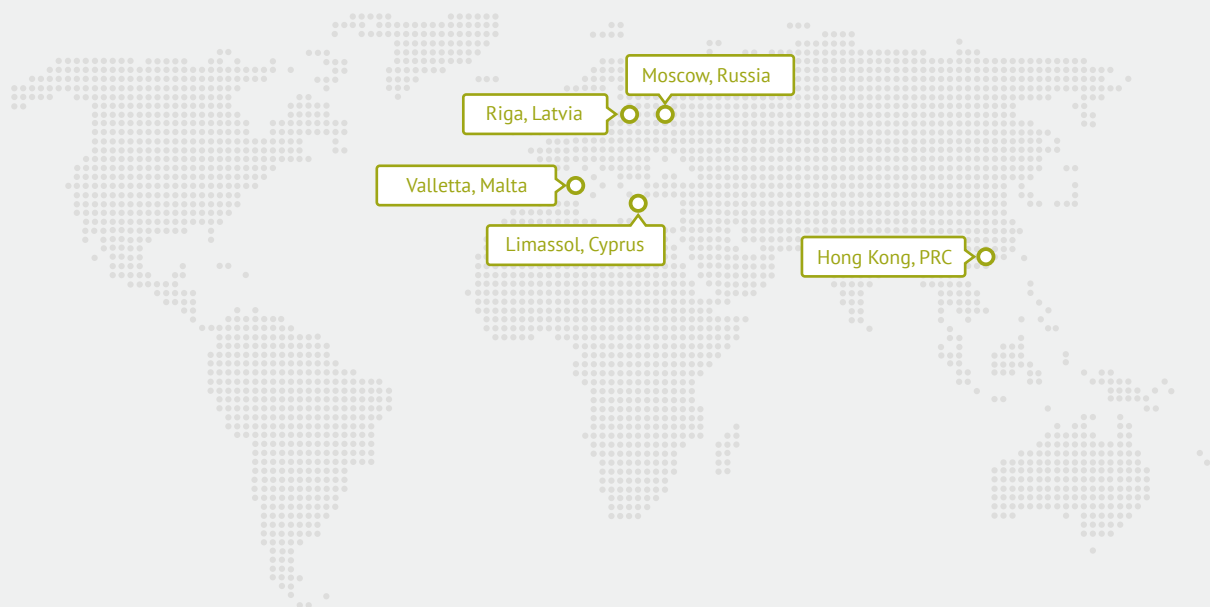 Moscow, Russia
Riga, Latvia
Valletta, Malta
Limassol, Cyprus
Hong Kong, PRC